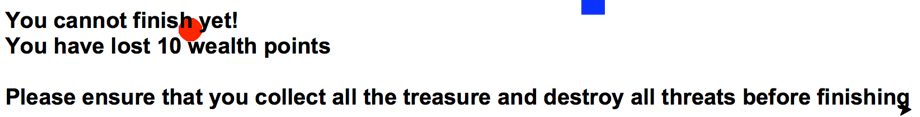 You cannot finish yet!
You have lost 10 wealth points
Please ensure that you collect all the treasure and destroy all threats before finishing